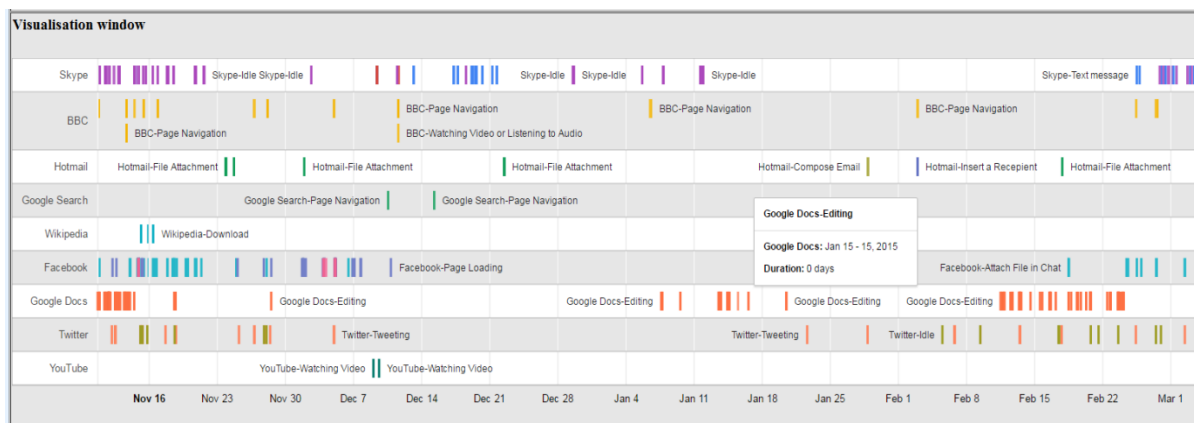 Visualisation window
Skype Skype-Idle Skype-Idle Skype-Idle Skype-Idle Skype-Idle Skype-Text message
BBC-Page Navigation BBC-Page Navigation BBC-Page Navigation
BBC
BBC-Page Navigation BBC-Watching Video or Listening to Audio
Hotmail Hotmail-File Attachment Hotmail-File Attachment Hotmail-File Attachment Hotmail-Compose Email Hotmail-Insert a Recepient Hotmail-File Attachment
Google Search Google Search-Page Navigation Google Search-Page Navigation
Google Docs-Editing
Wikipedia Wikipedia-Download
Google Docs: Jan 15 - 15, 2015
Facebook Facebook-Page Loading Facebook-Attach File in Chat
Duration: 0 days
Google Docs Google Docs-Editing Google Docs-Editing Google Docs-Editing Google Docs-Editing
Twitter Twitter-Tweeting Twitter-Tweeting Twitter-Idle
YouTube YouTube-Watching Video YouTube-Watching Video
Nov 16 Nov 23 Nov 30 Dec 7 Dec 14 Dec 21 Dec 28 Jan 4 Jan 11 Jan 18 Jan 25 Feb 1 Feb 8 Feb 15 Feb 22 Mar 1